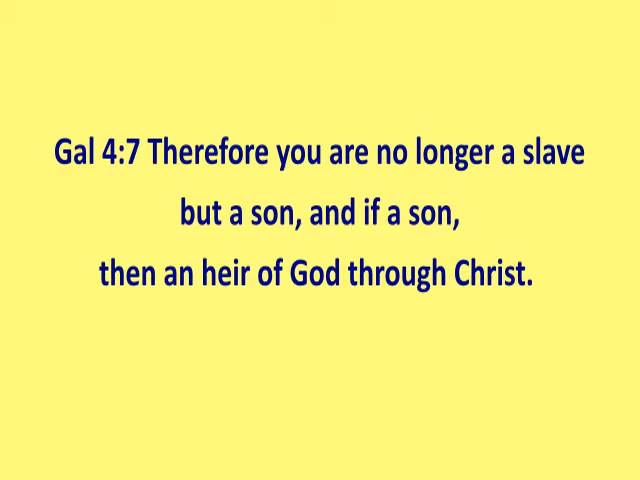 Gal 4:7 Therefore you are no longer a slave
but a son, and if a son,
then an heir of God through Christ.